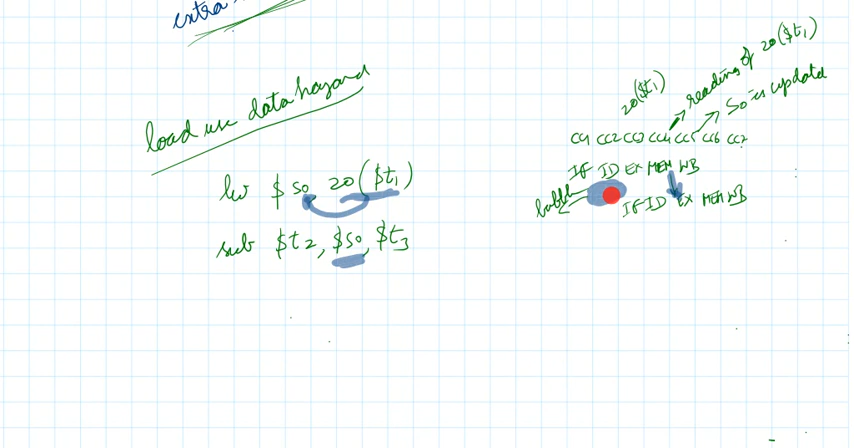 extra
load use data hazard
lw $s0, 20($t1)
sub $t2, $s0, $t3
20($t1)
reading of 20($t1)
S0 is update
CC1 CC2 CC3 CC4 CC5 CC6 CC7
IF ID EX MEM WB
bubble
IF ID EX MEM WB